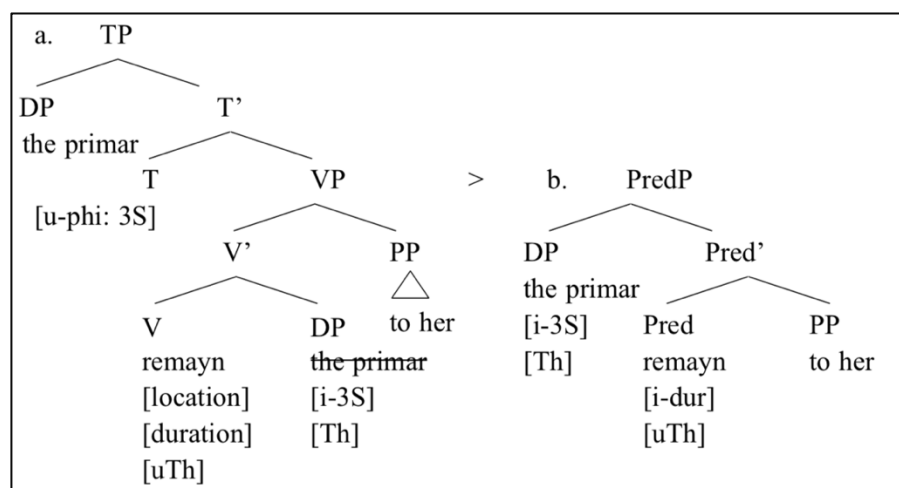 a. TP
DP T’
the primar
T VP > b. PredP
[u-phi: 3S]
V’ PP DP Pred’
to her the primar
V DP [i-3S] Pred PP
remayn the primar [Th] remayn to her
[location] [i-3S] [i-dur]
[duration] [Th] [uTh]
[uTh]